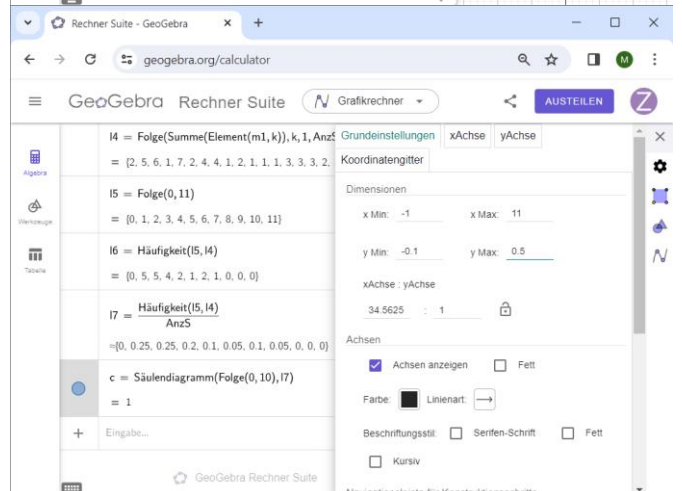 Rechner Suite - GeoGebra
geogebra.org/calculator
M
GeoGebra Rechner Suite
Grafikrechner
AUSTEILEN
Z
Algebra
Werkzeuge
Tabelle
l4 = Folge(Summe(Element(m1, k)), k, 1, AnzS
= {2, 5, 6, 1, 7, 2, 4, 4, 1, 2, 1, 1, 1, 3, 3, 3, 2,
l5 = Folge(0, 11)
= {0, 1, 2, 3, 4, 5, 6, 7, 8, 9, 10, 11}
l6 = Häufigkeit(l5, l4)
= {0, 5, 5, 4, 2, 1, 2, 1, 0, 0, 0}
l7 = Häufigkeit(l5, l4)
AnzS
≈{0, 0.25, 0.25, 0.2, 0.1, 0.05, 0.1, 0.05, 0, 0, 0}
c = Säulendiagramm(Folge(0, 10), l7)
= 1
+ Eingabe...
GeoGebra Rechner Suite
Grundeinstellungen xAchse yAchse
Koordinatengitter
Dimensionen
x Min: -1 x Max: 11
y Min: -0.1 y Max: 0.5
xAchse : yAchse
34.5625 : 1
Achsen
Achsen anzeigen Fett
Farbe: Linienart:
Beschriftungsstil: Serifen-Schrift Fett
Kursiv